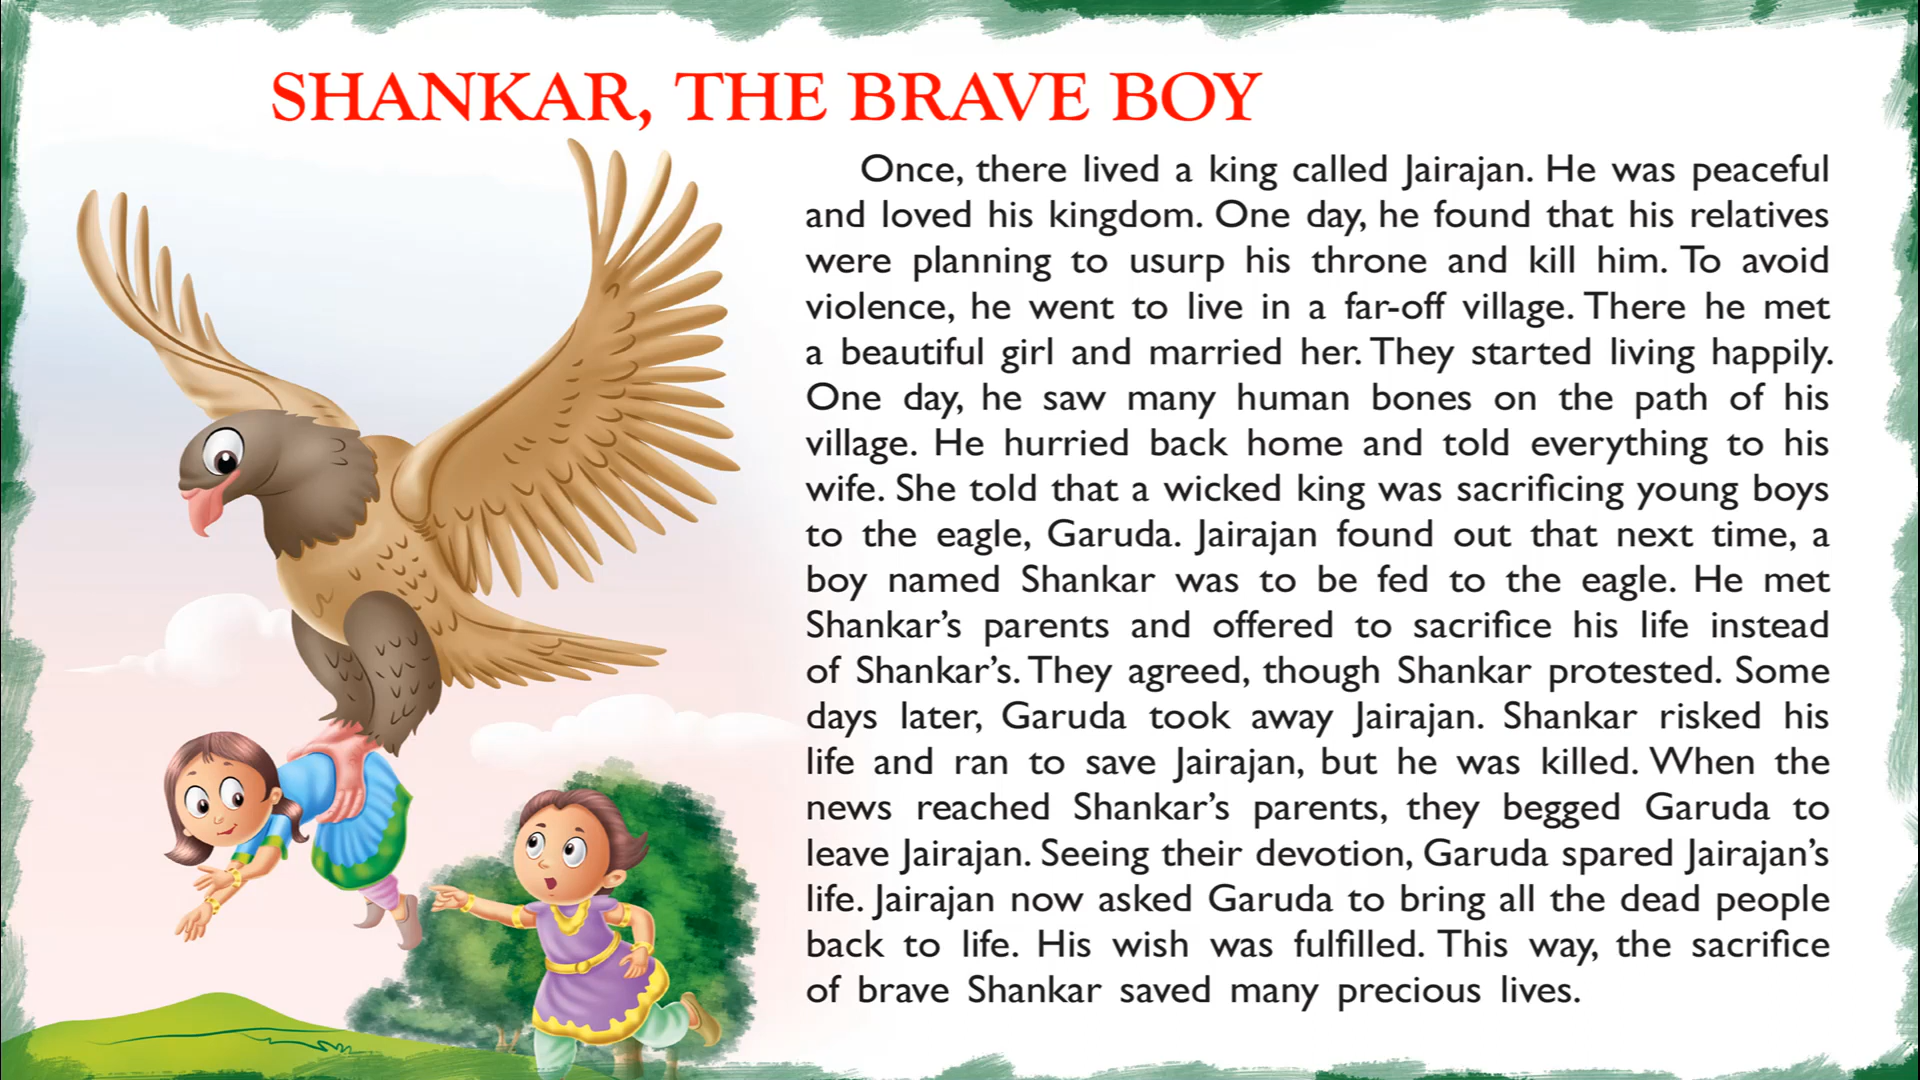 SHANKAR, THE BRAVE BOY
Once, there lived a king called Jairajan. He was peaceful
and loved his kingdom. One day, he found that his relatives
were planning to usurp his throne and kill him. To avoid
violence, he went to live in a far-off village. There he met
a beautiful girl and married her. They started living happily.
One day, he saw many human bones on the path of his
village. He hurried back home and told everything to his
wife. She told that a wicked king was sacrificing young boys
to the eagle, Garuda. Jairajan found out that next time, a
boy named Shankar was to be fed to the eagle. He met
Shankar’s parents and offered to sacrifice his life instead
of Shankar’s. They agreed, though Shankar protested. Some
days later, Garuda took away Jairajan. Shankar risked his
life and ran to save Jairajan, but he was killed. When the
news reached Shankar’s parents, they begged Garuda to
leave Jairajan. Seeing their devotion, Garuda spared Jairajan’s
life. Jairajan now asked Garuda to bring all the dead people
back to life. His wish was fulfilled. This way, the sacrifice
of brave Shankar saved many precious lives.